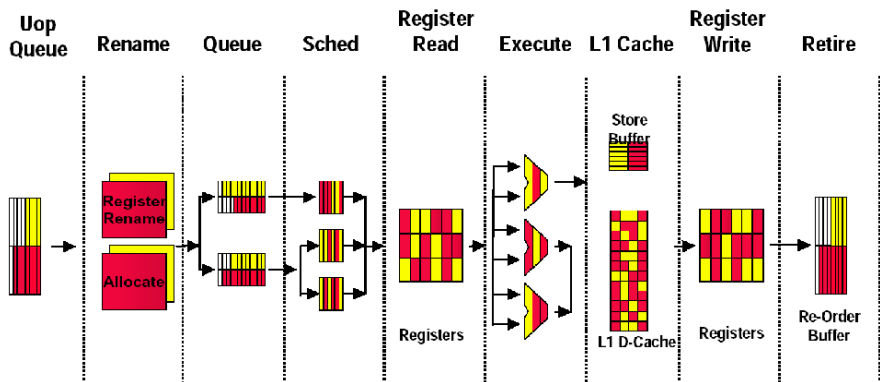 Uop
Queue
Rename
Queue
Sched
Register
Read
Execute
L1 Cache
Register
Write
Retire
Store
Buffer
Register
Rename
Allocate
Registers
L1 D-Cache
Registers
Re-Order
Buffer